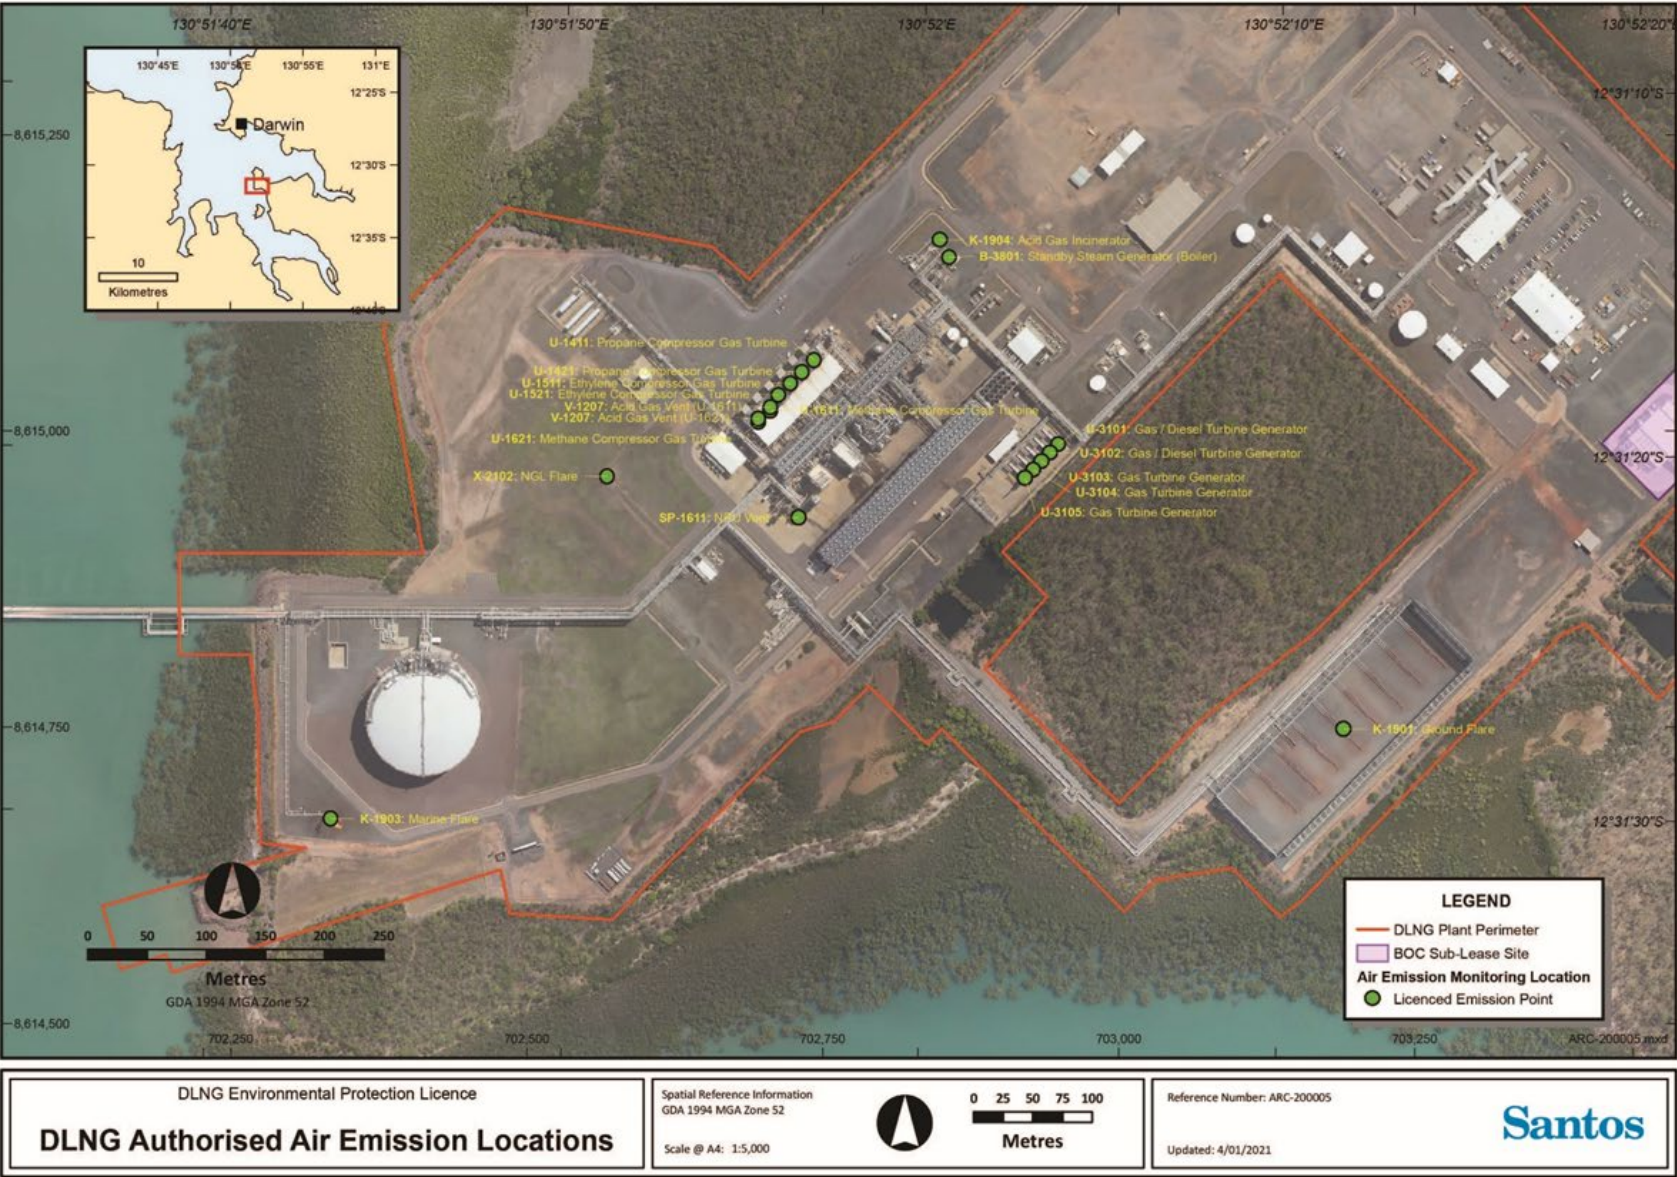 130°51'40"E
130°51'50"E
130°52'E
130°52'10"E
130°52'20"
130°45'E
130°55'E
131°E
12°25'S
12°30'S
12°35'S
Darwin
10
Kilometres
12°31'10"S
12°31'20"S
12°31'30"S
8,615,250
8,615,000
8,614,750
8,614,500
K-1904: Acid Gas Incinerator
B-3801: Standby Steam Generator (Boiler)
U-1411: Propane Compressor Gas Turbine
U-1421: Propane Compressor Gas Turbine
U-1511: Ethylene Compressor Gas Turbine
U-1521: Ethylene Compressor Gas Turbine
V-1207: Acid Gas Vent (U-1611)
V-1207: Acid Gas Vent (U-1621)
U-1611: Methane Compressor Gas Turbine
U-1621: Methane Compressor Gas Turbine
X-2102: NGL Flare
SP-1611: NRU Vent
U-3101: Gas / Diesel Turbine Generator
U-3102: Gas / Diesel Turbine Generator
U-3103: Gas Turbine Generator
U-3104: Gas Turbine Generator
U-3105: Gas Turbine Generator
K-1901: Ground Flare
K-1903: Marine Flare
0 50 100 150 200 250
Metres
GDA 1994 MGA Zone 52
702,250
702,500
702,750
703,000
703,250
LEGEND
DLNG Plant Perimeter
BOC Sub-Lease Site
Air Emission Monitoring Location
Licenced Emission Point
ARC-200005.mxd
DLNG Environmental Protection Licence
DLNG Authorised Air Emission Locations
Spatial Reference Information
GDA 1994 MGA Zone 52
Scale @ A4: 1:5,000
0 25 50 75 100
Metres
Reference Number: ARC-200005
Updated: 4/01/2021
Santos